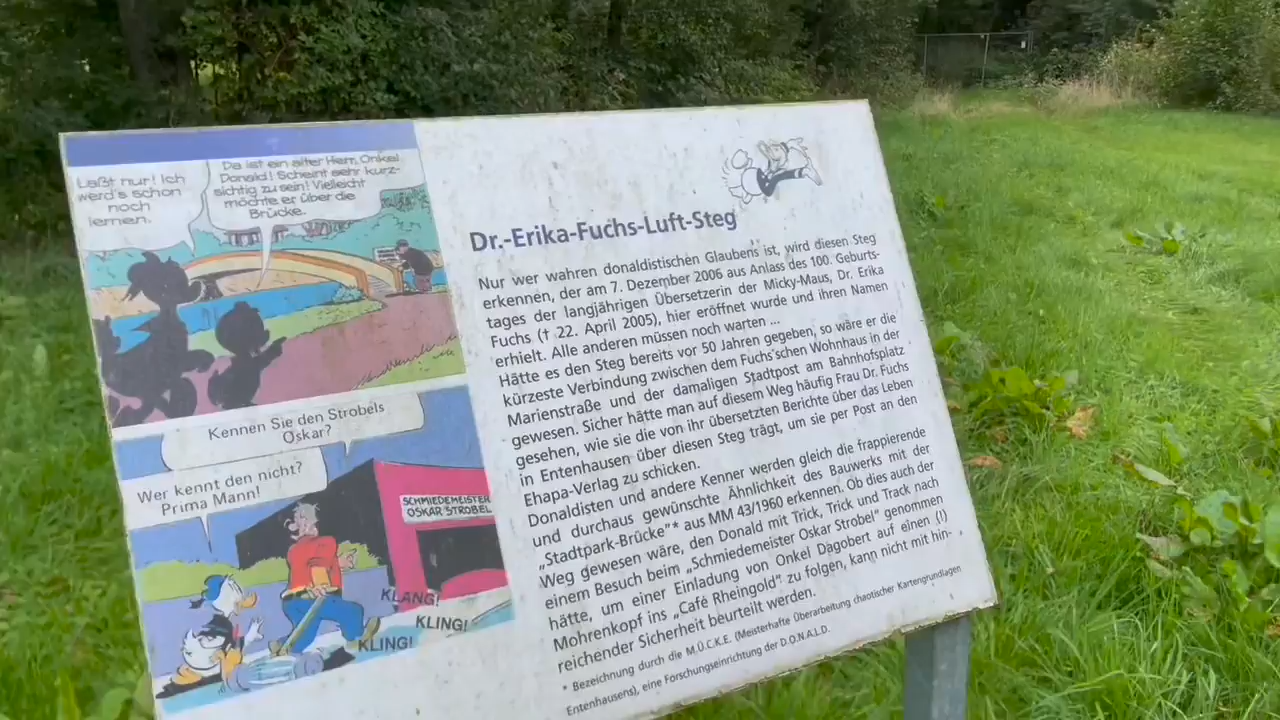 Laßt nur! Ich
werd's schon
noch
lernen.
Da ist ein alter Herr, Onkel
Donald! Scheint sehr kurz-
sichtig zu sein! Vielleicht
möchte er über die
Brücke.
Kennen Sie den Strobels
Oskar?
Wer kennt den nicht?
Prima Mann!
SCHMIEDEMEISTER
OSKAR STROBEL
KLANG!
KLING!
KLING!
Dr.-Erika-Fuchs-Luft-Steg
Nur wer wahren donaldistischen Glaubens ist, wird diesen Steg
erkennen, der am 7. Dezember 2006 aus Anlass des 100. Geburts-
tages der langjährigen Übersetzerin der Micky-Maus, Dr. Erika
Fuchs († 22. April 2005), hier eröffnet wurde und ihren Namen
erhielt. Alle anderen müssen noch warten ...
Hätte es den Steg bereits vor 50 Jahren gegeben, so wäre er die
kürzeste Verbindung zwischen dem Fuchs'schen Wohnhaus in der
Marienstraße und der damaligen Stadtpost am Bahnhofsplatz
gewesen. Sicher hätte man auf diesem Weg häufig Frau Dr. Fuchs
gesehen, wie sie die von ihr übersetzten Berichte über das Leben
in Entenhausen über diesen Steg trägt, um sie per Post an den
Ehapa-Verlag zu schicken.
Donaldisten und andere Kenner werden gleich die frappierende
und durchaus gewünschte Ähnlichkeit des Bauwerks mit der
„Stadtpark-Brücke"* aus MM 43/1960 erkennen. Ob dies auch der
Weg gewesen wäre, den Donald mit Trick, Trick und Track nach
einem Besuch beim „Schmiedemeister Oskar Strobel" genommen
hätte, um einer Einladung von Onkel Dagobert auf einen (!)
Mohrenkopf ins „Café Rheingold" zu folgen, kann nicht mit hin-
reichender Sicherheit beurteilt werden.
* Bezeichnung durch die M.Ü.C.K.E. (Meisterhafte Überarbeitung chaotischer Kartengrundlagen
Entenhausens), eine Forschungseinrichtung der D.O.N.A.L.D.